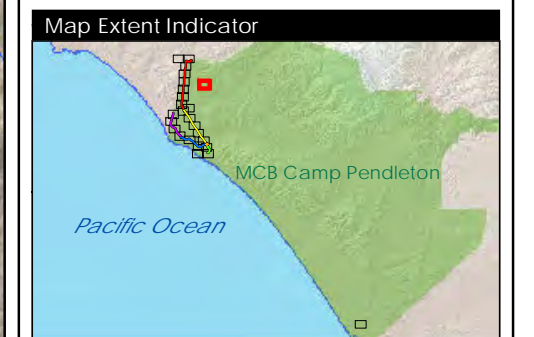 Map Extent Indicator
MCB Camp Pendleton
Pacific Ocean